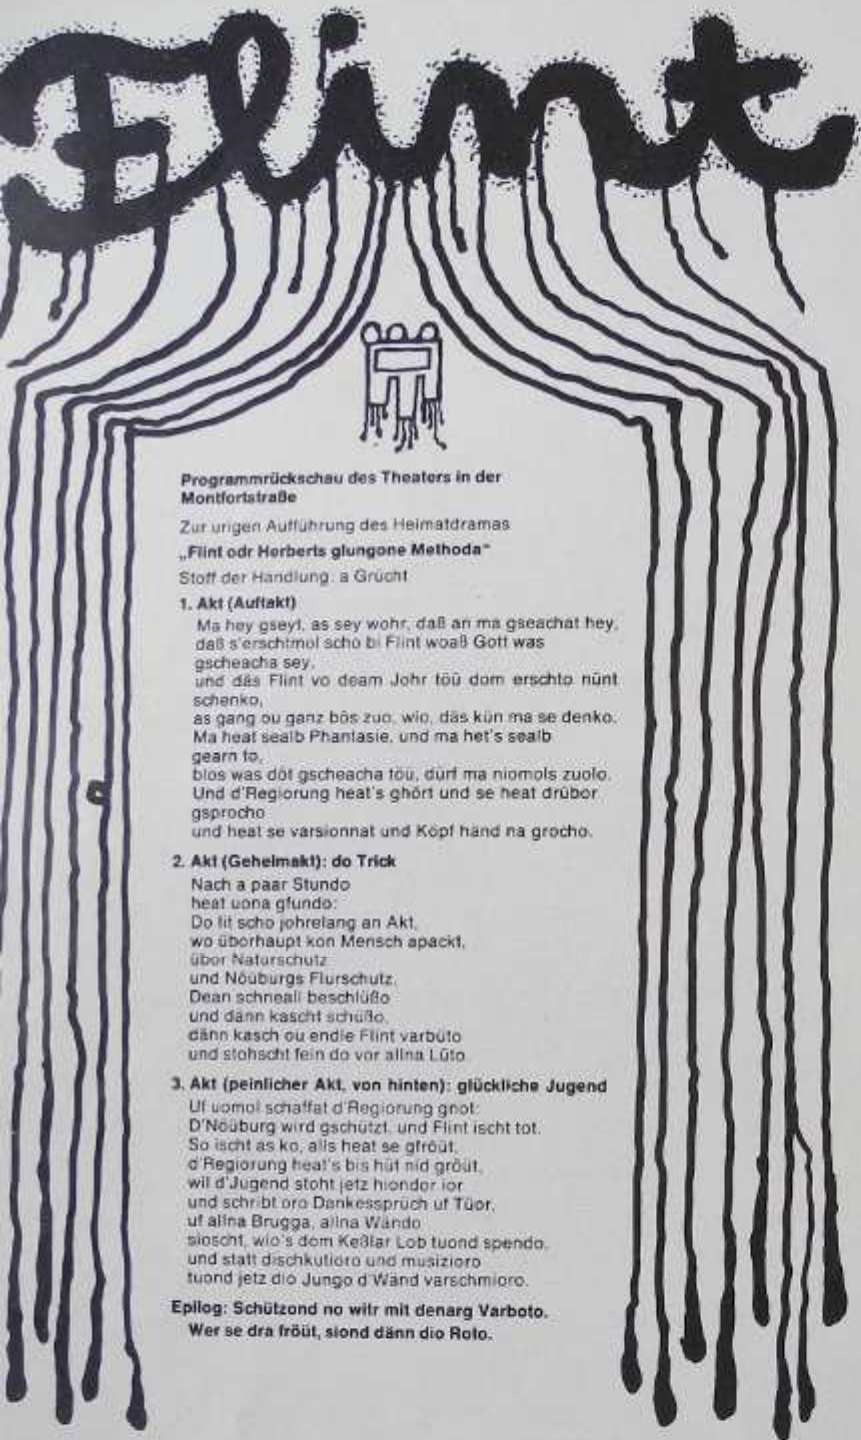 Flint
Programmrückschau des Theaters in der
Montfortstraße
Zur urigen Aufführung des Heimatdramas
„Flint odr Herberts glungone Methoda"
Stoff der Handlung: a Grücht
1. Akt (Auftakt)
Ma hey gseyt, as sey wohr, daß an ma gseachat hey,
daß s'erschtmol scho bi Flint woaß Gott was
gscheacha sey,
und däs Flint vo deam Johr töü dom erschto nünt
schenko,
as gang ou ganz bös zuo, wio, däs kün ma se denko.
Ma heat sealb Phantasie, und ma het's sealb
gearn to,
blos was döt gscheacha töu, dürf ma niomols zuolo.
Und d'Regiorung heat's ghört und se heat drübor
gsprocho
und heat se varsionnat und Köpf händ na grocho.
2. Akt (Geheimakt): do Trick
Nach a paar Stundo
heat uona gfundo:
Do lit scho johrelang an Akt,
wo überhaupt kon Mensch apackt,
übor Naturschutz
und Nöüburgs Flurschutz.
Dean schneall beschlüßo
und dänn kascht schüßo,
dänn kasch ou endle Flint varbüto
und stohscht fein do vor allna Lüto.
3. Akt (peinlicher Akt, von hinten): glückliche Jugend
Uf uomol schaffat d'Regiorung gnot:
D'Nöüburg wird gschützt, und Flint ischt tot.
So ischt as ko, alls heat se gfröüt,
d'Regiorung heat's bis hüt nid gröüt,
wil d'Jugend stoht jetz hiondor ior
und schribt oro Dankessprüch uf Tüor,
uf allna Brugga, allna Wändo
sioscht, wio's dom Keßlar Lob tuond spendo,
und statt dischkutioro und musizioro
tuond jetz dio Jungo d'Wänd varschmioro.
Epilog: Schützond no witr mit denarg Varboto.
Wer se dra fröüt, siond dänn dio Roto.